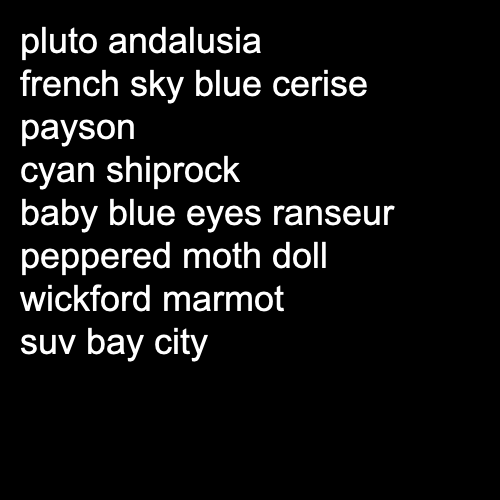 pluto andalusia
french sky blue cerise
payson
cyan shiprock
baby blue eyes ranseur
peppered moth doll
wickford marmot
suv bay city